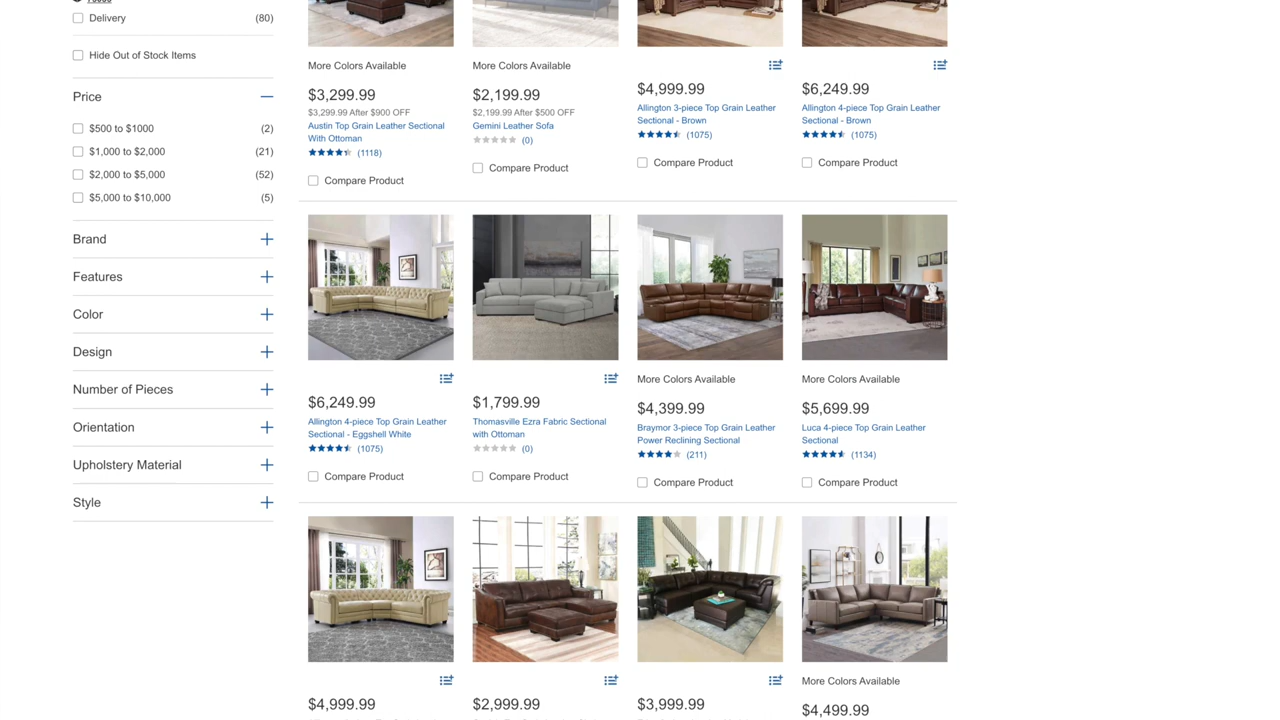 Delivery (80)
Hide Out of Stock Items
Price
$500 to $1000 (2)
$1,000 to $2,000 (21)
$2,000 to $5,000 (52)
$5,000 to $10,000 (5)
Brand
Features
Color
Design
Number of Pieces
Orientation
Upholstery Material
Style
More Colors Available
$3,299.99
$3,299.99 After $900 OFF
Austin Top Grain Leather Sectional
With Ottoman
(1118)
Compare Product
More Colors Available
$2,199.99
$2,199.99 After $500 OFF
Gemini Leather Sofa
(0)
Compare Product
$4,999.99
Allington 3-piece Top Grain Leather
Sectional - Brown
(1075)
Compare Product
$6,249.99
Allington 4-piece Top Grain Leather
Sectional - Brown
(1075)
Compare Product
$6,249.99
Allington 4-piece Top Grain Leather
Sectional - Eggshell White
(1075)
Compare Product
$1,799.99
Thomasville Ezra Fabric Sectional
with Ottoman
(0)
Compare Product
More Colors Available
$4,399.99
Braymor 3-piece Top Grain Leather
Power Reclining Sectional
(211)
Compare Product
More Colors Available
$5,699.99
Luca 4-piece Top Grain Leather
Sectional
(1134)
Compare Product
$4,999.99
$2,999.99
$3,999.99
More Colors Available
$4,499.99